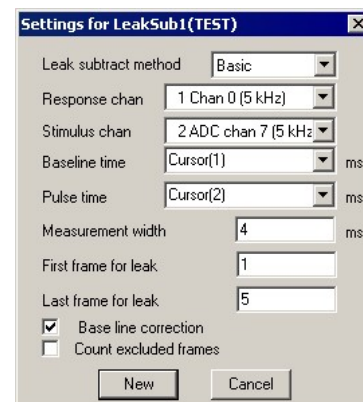 Settings for LeakSub1(TEST)
Leak subtract method Basic
Response chan 1 Chan 0 (5 kHz)
Stimulus chan 2 ADC chan 7 (5 kHz
Baseline time Cursor(1) ms
Pulse time Cursor(2) ms
Measurement width 4 ms
First frame for leak 1
Last frame for leak 5
Base line correction
Count excluded frames
New Cancel